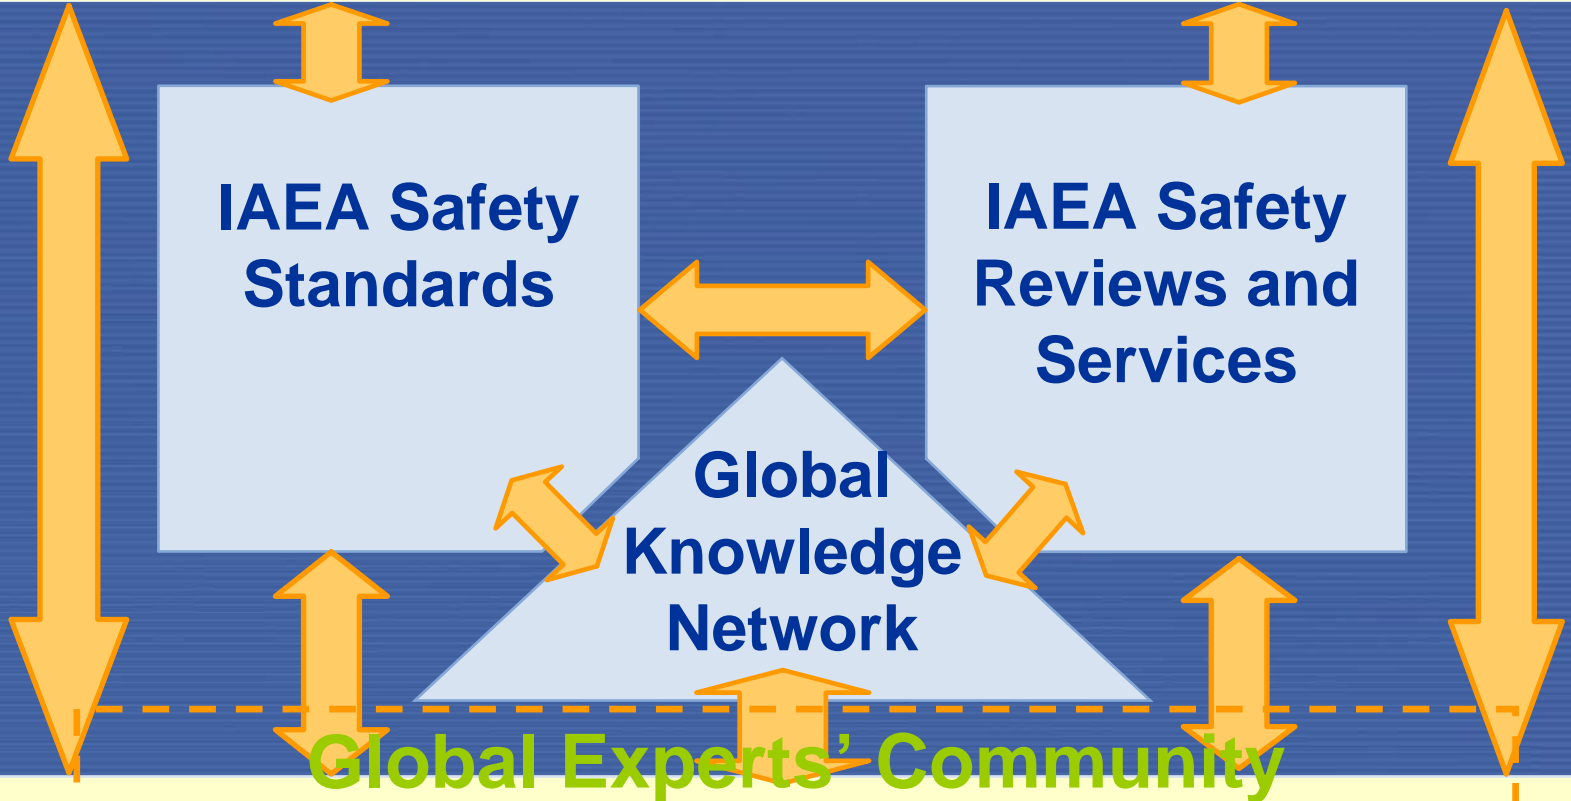 IAEA Safety
Standards
IAEA Safety
Reviews and
Services
Global
Knowledge
Network
Global Experts’ Community